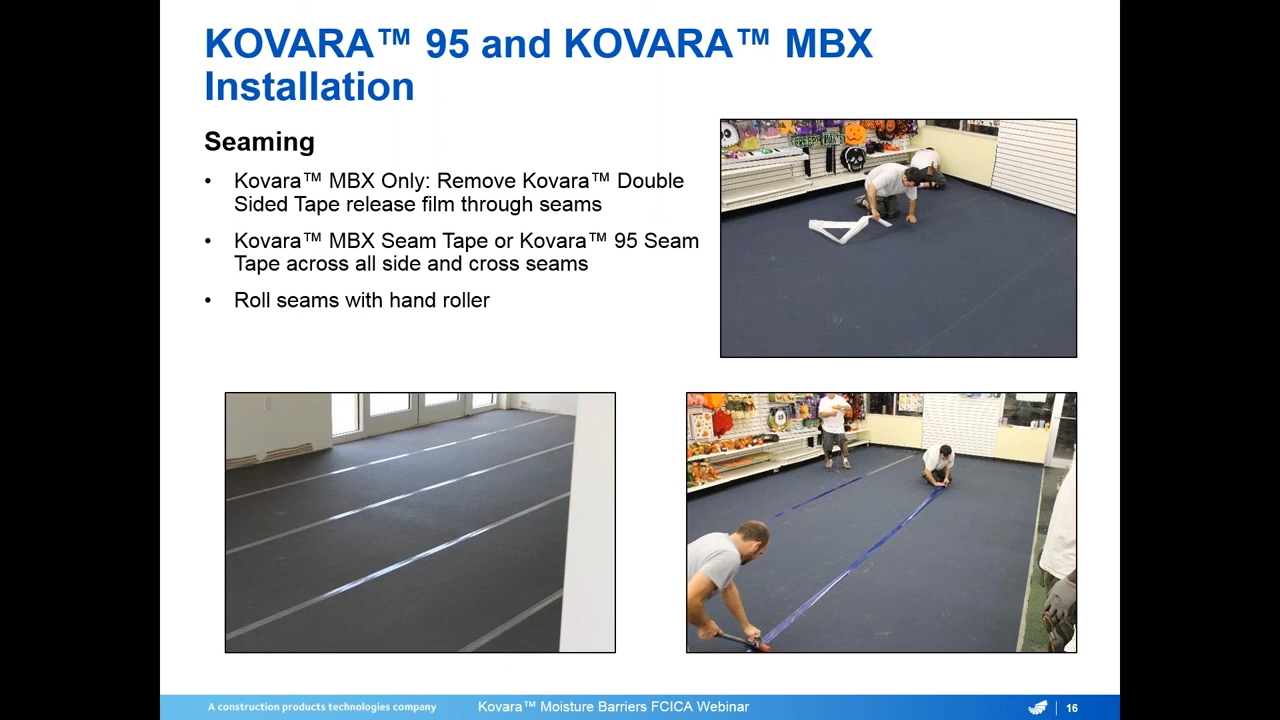 KOVARA™ 95 and KOVARA™ MBX
Installation
Seaming
• Kovara™ MBX Only: Remove Kovara™ Double
Sided Tape release film through seams
• Kovara™ MBX Seam Tape or Kovara™ 95 Seam
Tape across all side and cross seams
• Roll seams with hand roller
A construction products technologies company
Kovara™ Moisture Barriers FCICA Webinar
16